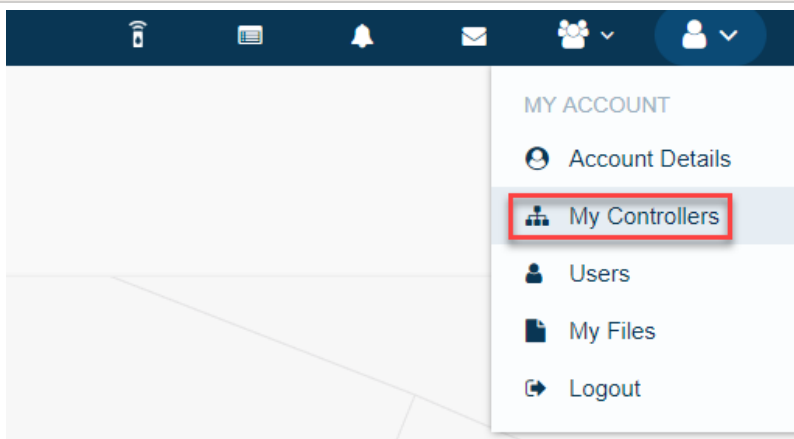 MY ACCOUNT
Account Details
My Controllers
Users
My Files
Logout